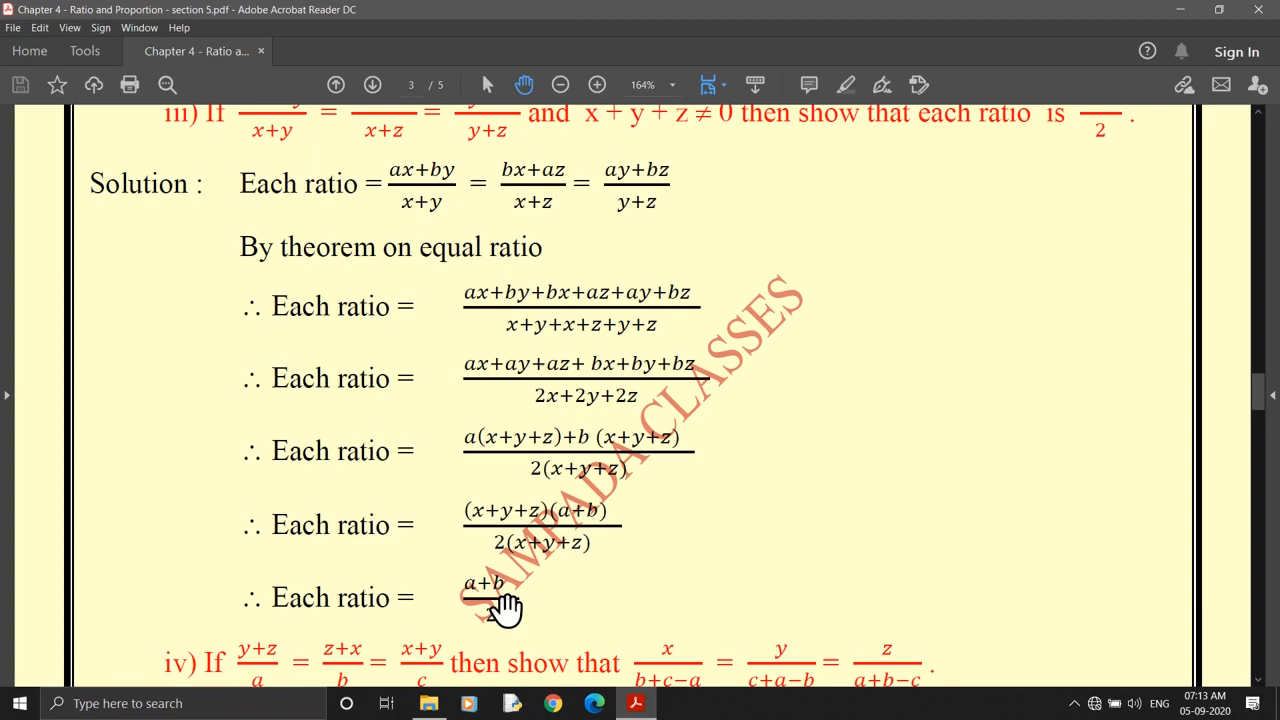 Chapter 4 - Ratio and Proportion - section 5.pdf - Adobe Acrobat Reader DC
File Edit View Sign Window Help
Home Tools Chapter 4 - Ratio a... × Sign In
3 / 5 164%
iii) If /x+y = /x+z = /y+z and x + y + z ≠ 0 then show that each ratio is /2 .
Solution : Each ratio = ax+by/x+y = bx+az/x+z = ay+bz/y+z
By theorem on equal ratio
∴ Each ratio = ax+by+bx+az+ay+bz/x+y+x+z+y+z
∴ Each ratio = ax+ay+az+ bx+by+bz/2x+2y+2z
∴ Each ratio = a(x+y+z)+b (x+y+z)/2(x+y+z)
∴ Each ratio = (x+y+z)(a+b)/2(x+y+z)
∴ Each ratio = a+b/2
SAMPADA CLASSES
iv) If y+z/a = z+x/b = x+y/c then show that x/b+c−a = y/c+a−b = z/a+b−c .
Type here to search
ENG 07:13 AM
05-09-2020